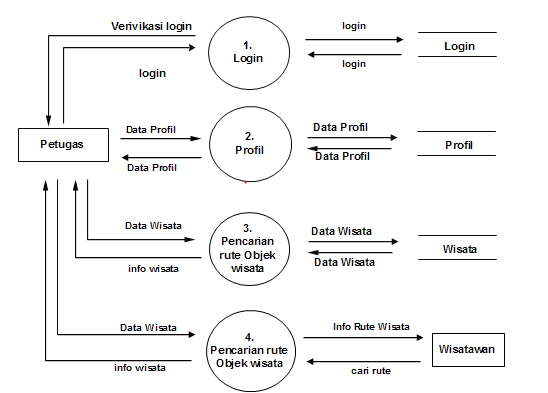 Verivikasi login
login
1.
Login
login
login
Login
Petugas
Data Profil
Data Profil
2.
Profil
Data Profil
Data Profil
Profil
Data Wisata
info wisata
3.
Pencarian
rute Objek
wisata
Data Wisata
Data Wisata
Wisata
Data Wisata
info wisata
4.
Pencarian rute
Objek wisata
Info Rute Wisata
cari rute
Wisatawan